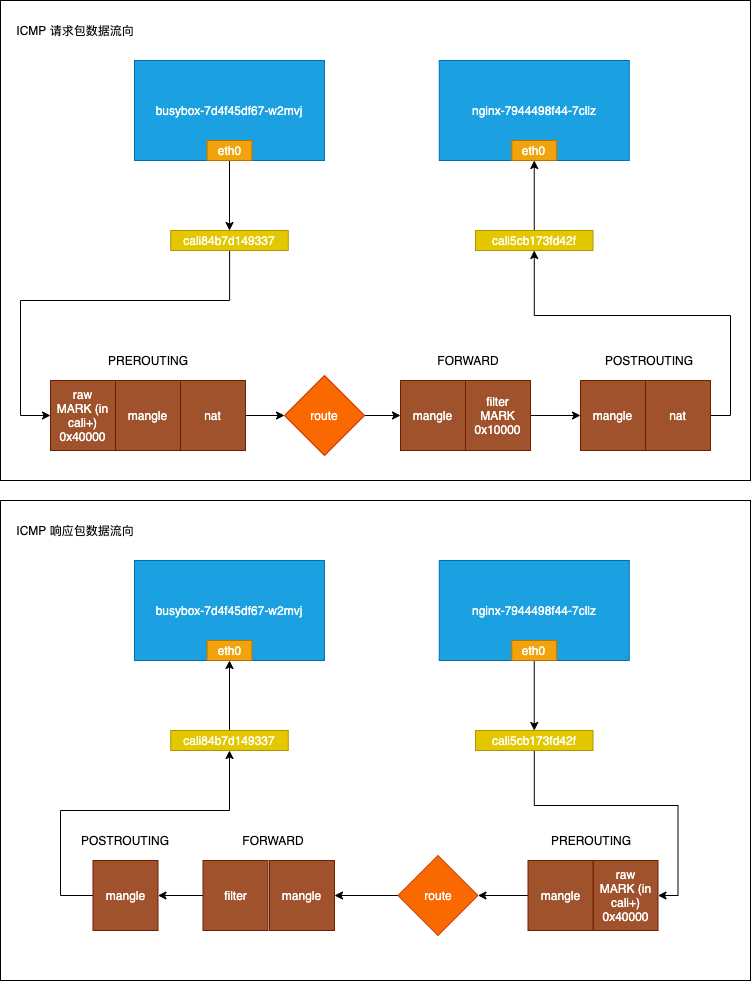 ICMP 请求包数据流向
busybox-7d4f45df67-w2mvj
nginx-7944498f44-7cllz
eth0
eth0
cali84b7d149337
cali5cb173fd42f
PREROUTING
FORWARD
POSTROUTING
raw
MARK (in
cali+)
0x40000
mangle
nat
route
mangle
filter
MARK
0x10000
mangle
nat
ICMP 响应包数据流向
busybox-7d4f45df67-w2mvj
nginx-7944498f44-7cllz
eth0
eth0
cali84b7d149337
cali5cb173fd42f
POSTROUTING
FORWARD
PREROUTING
mangle
filter
mangle
route
mangle
raw
MARK (in
cali+)
0x40000